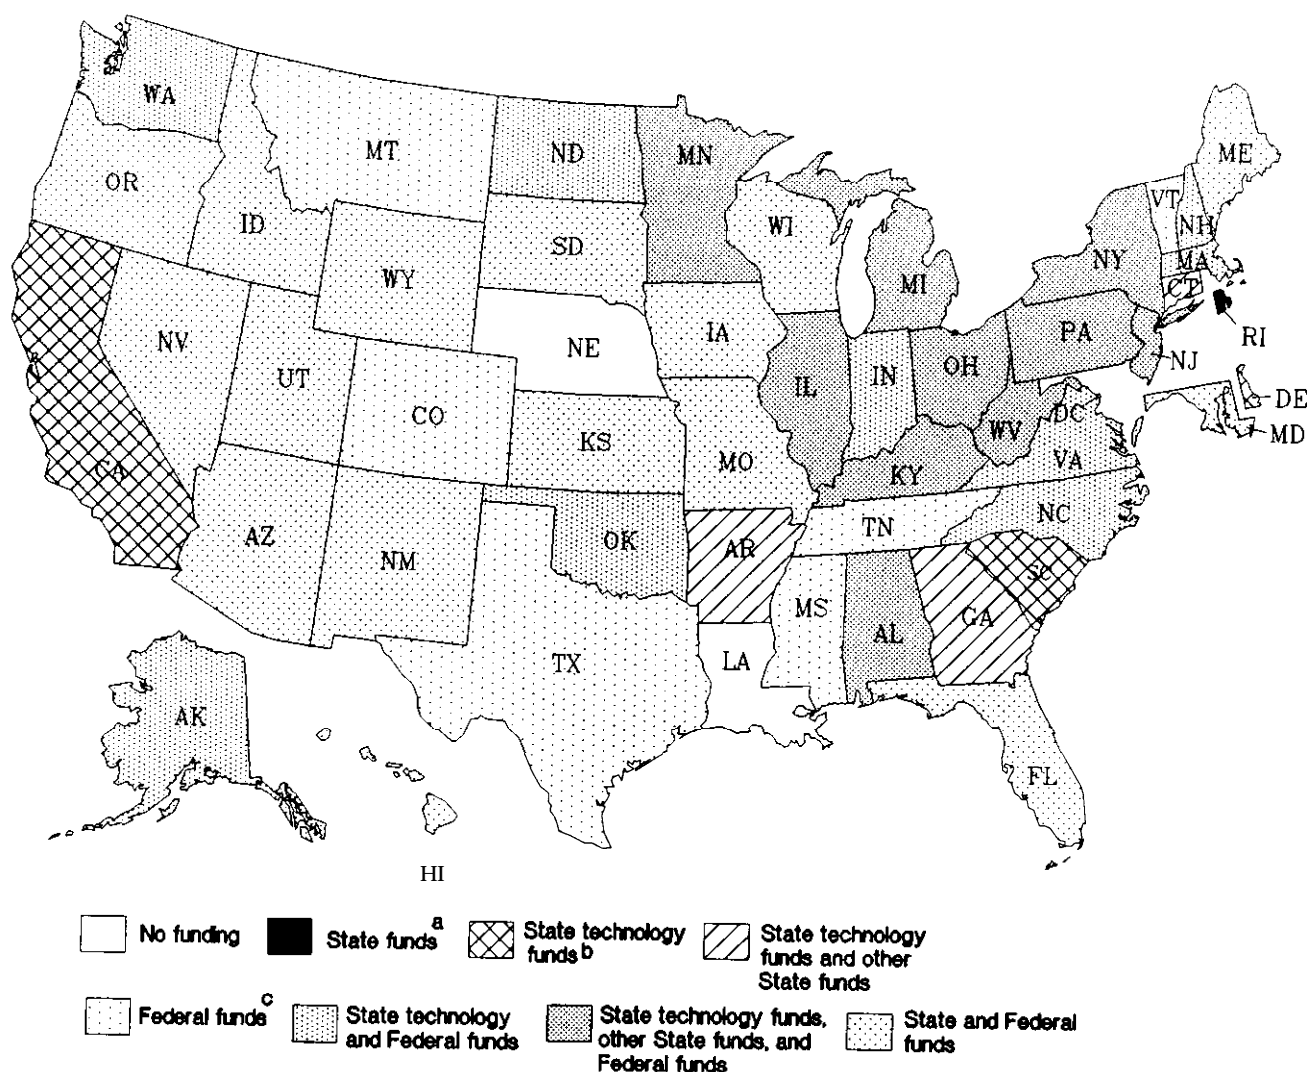 WA
MT
ND
MN
ME
OR
ID
SD
WI
VT
NH
WY
MI
NY
MA
CT
NV
NE
IA
PA
RI
UT
IL
IN
OH
NJ
CO
DE
KS
MO
WV
DC
MD
CA
KY
VA
AZ
NM
OK
AR
TN
NC
SC
MS
AL
GA
TX
LA
AK
FL
HI
No funding
State funds a
State technology
funds b
State technology
funds and other
State funds
Federal funds c
State technology
and Federal funds
State technology funds,
other State funds, and
Federal funds
State and Federal
funds